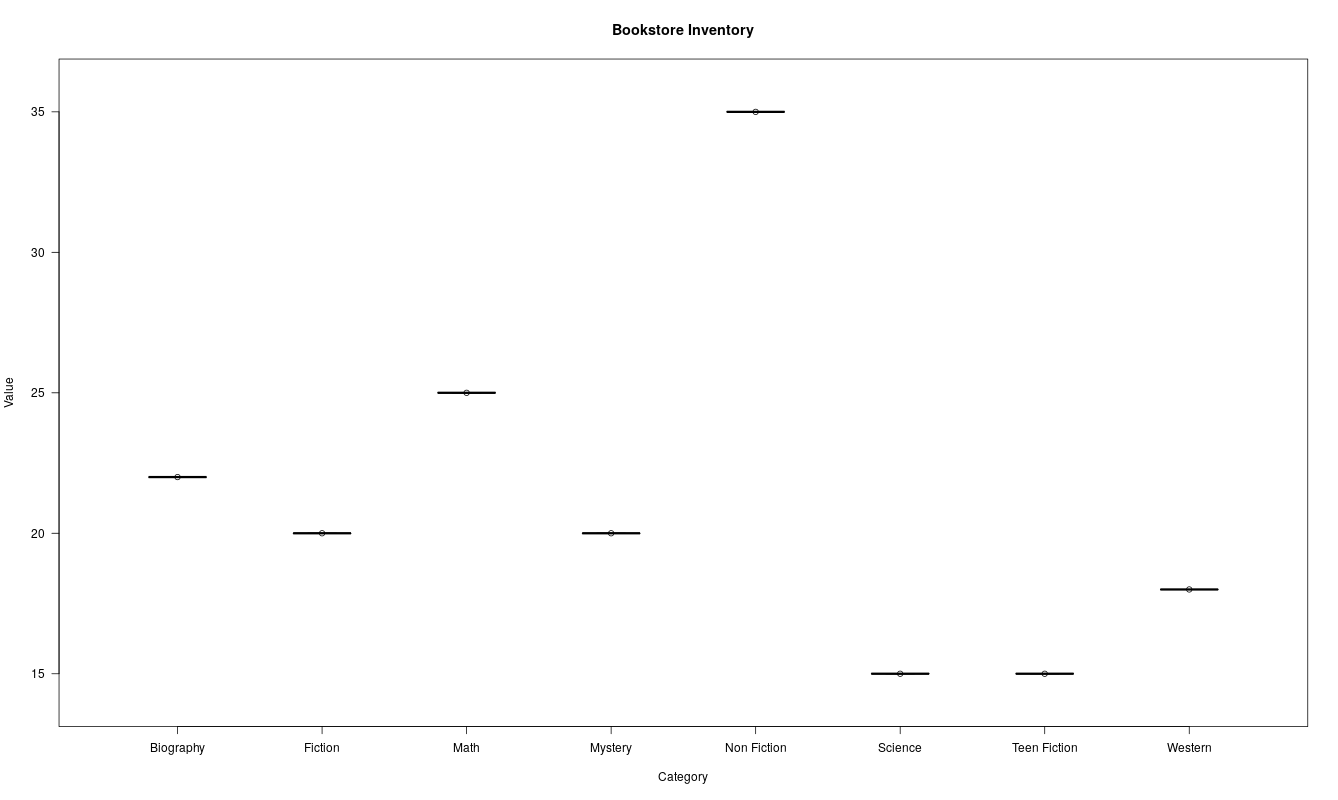 Bookstore Inventory
35
30
25
20
15
Value
Biography Fiction Math Mystery Non Fiction Science Teen Fiction Western
Category